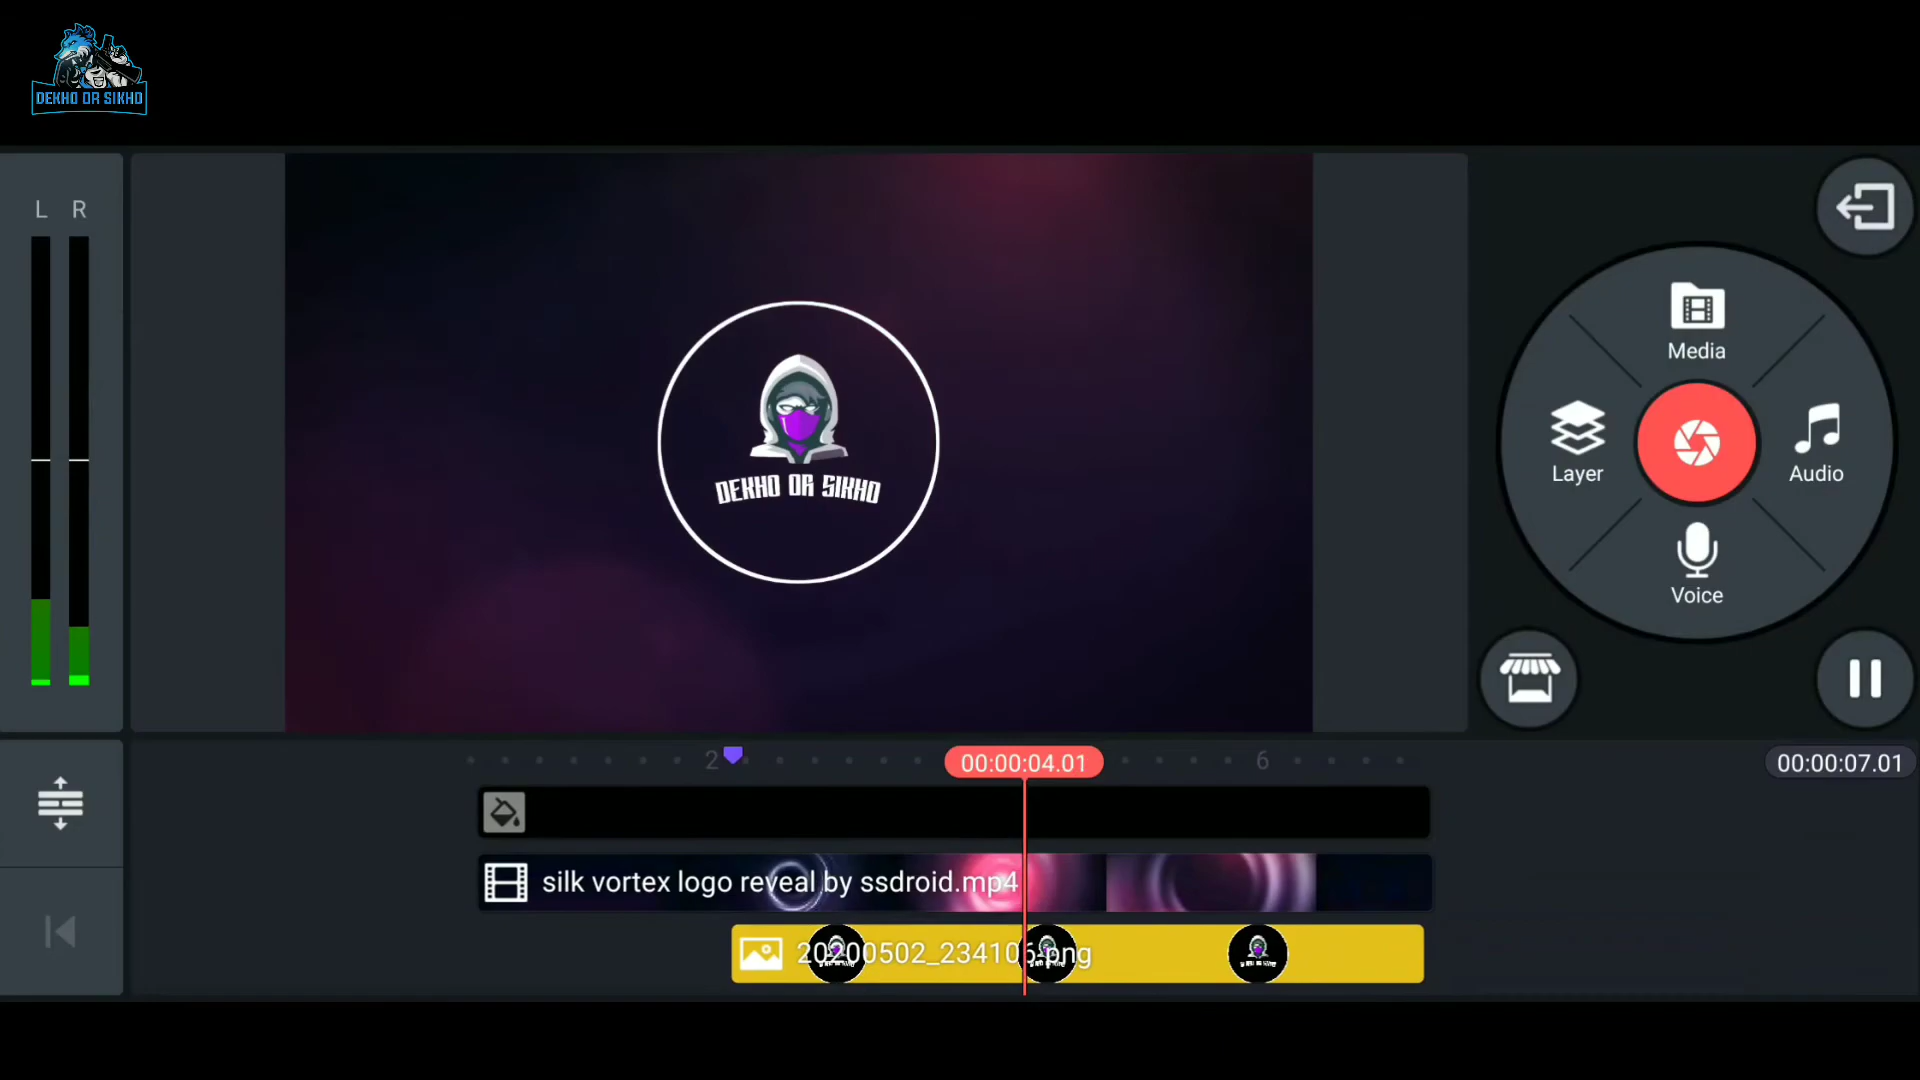 DEKHO OR SIKHO
L R
Media
Layer
Audio
Voice
DEKHO OR SIKHO
2
00:00:04.01
6
00:00:07.01
silk vortex logo reveal by ssdroid.mp4
20200502_234106.png